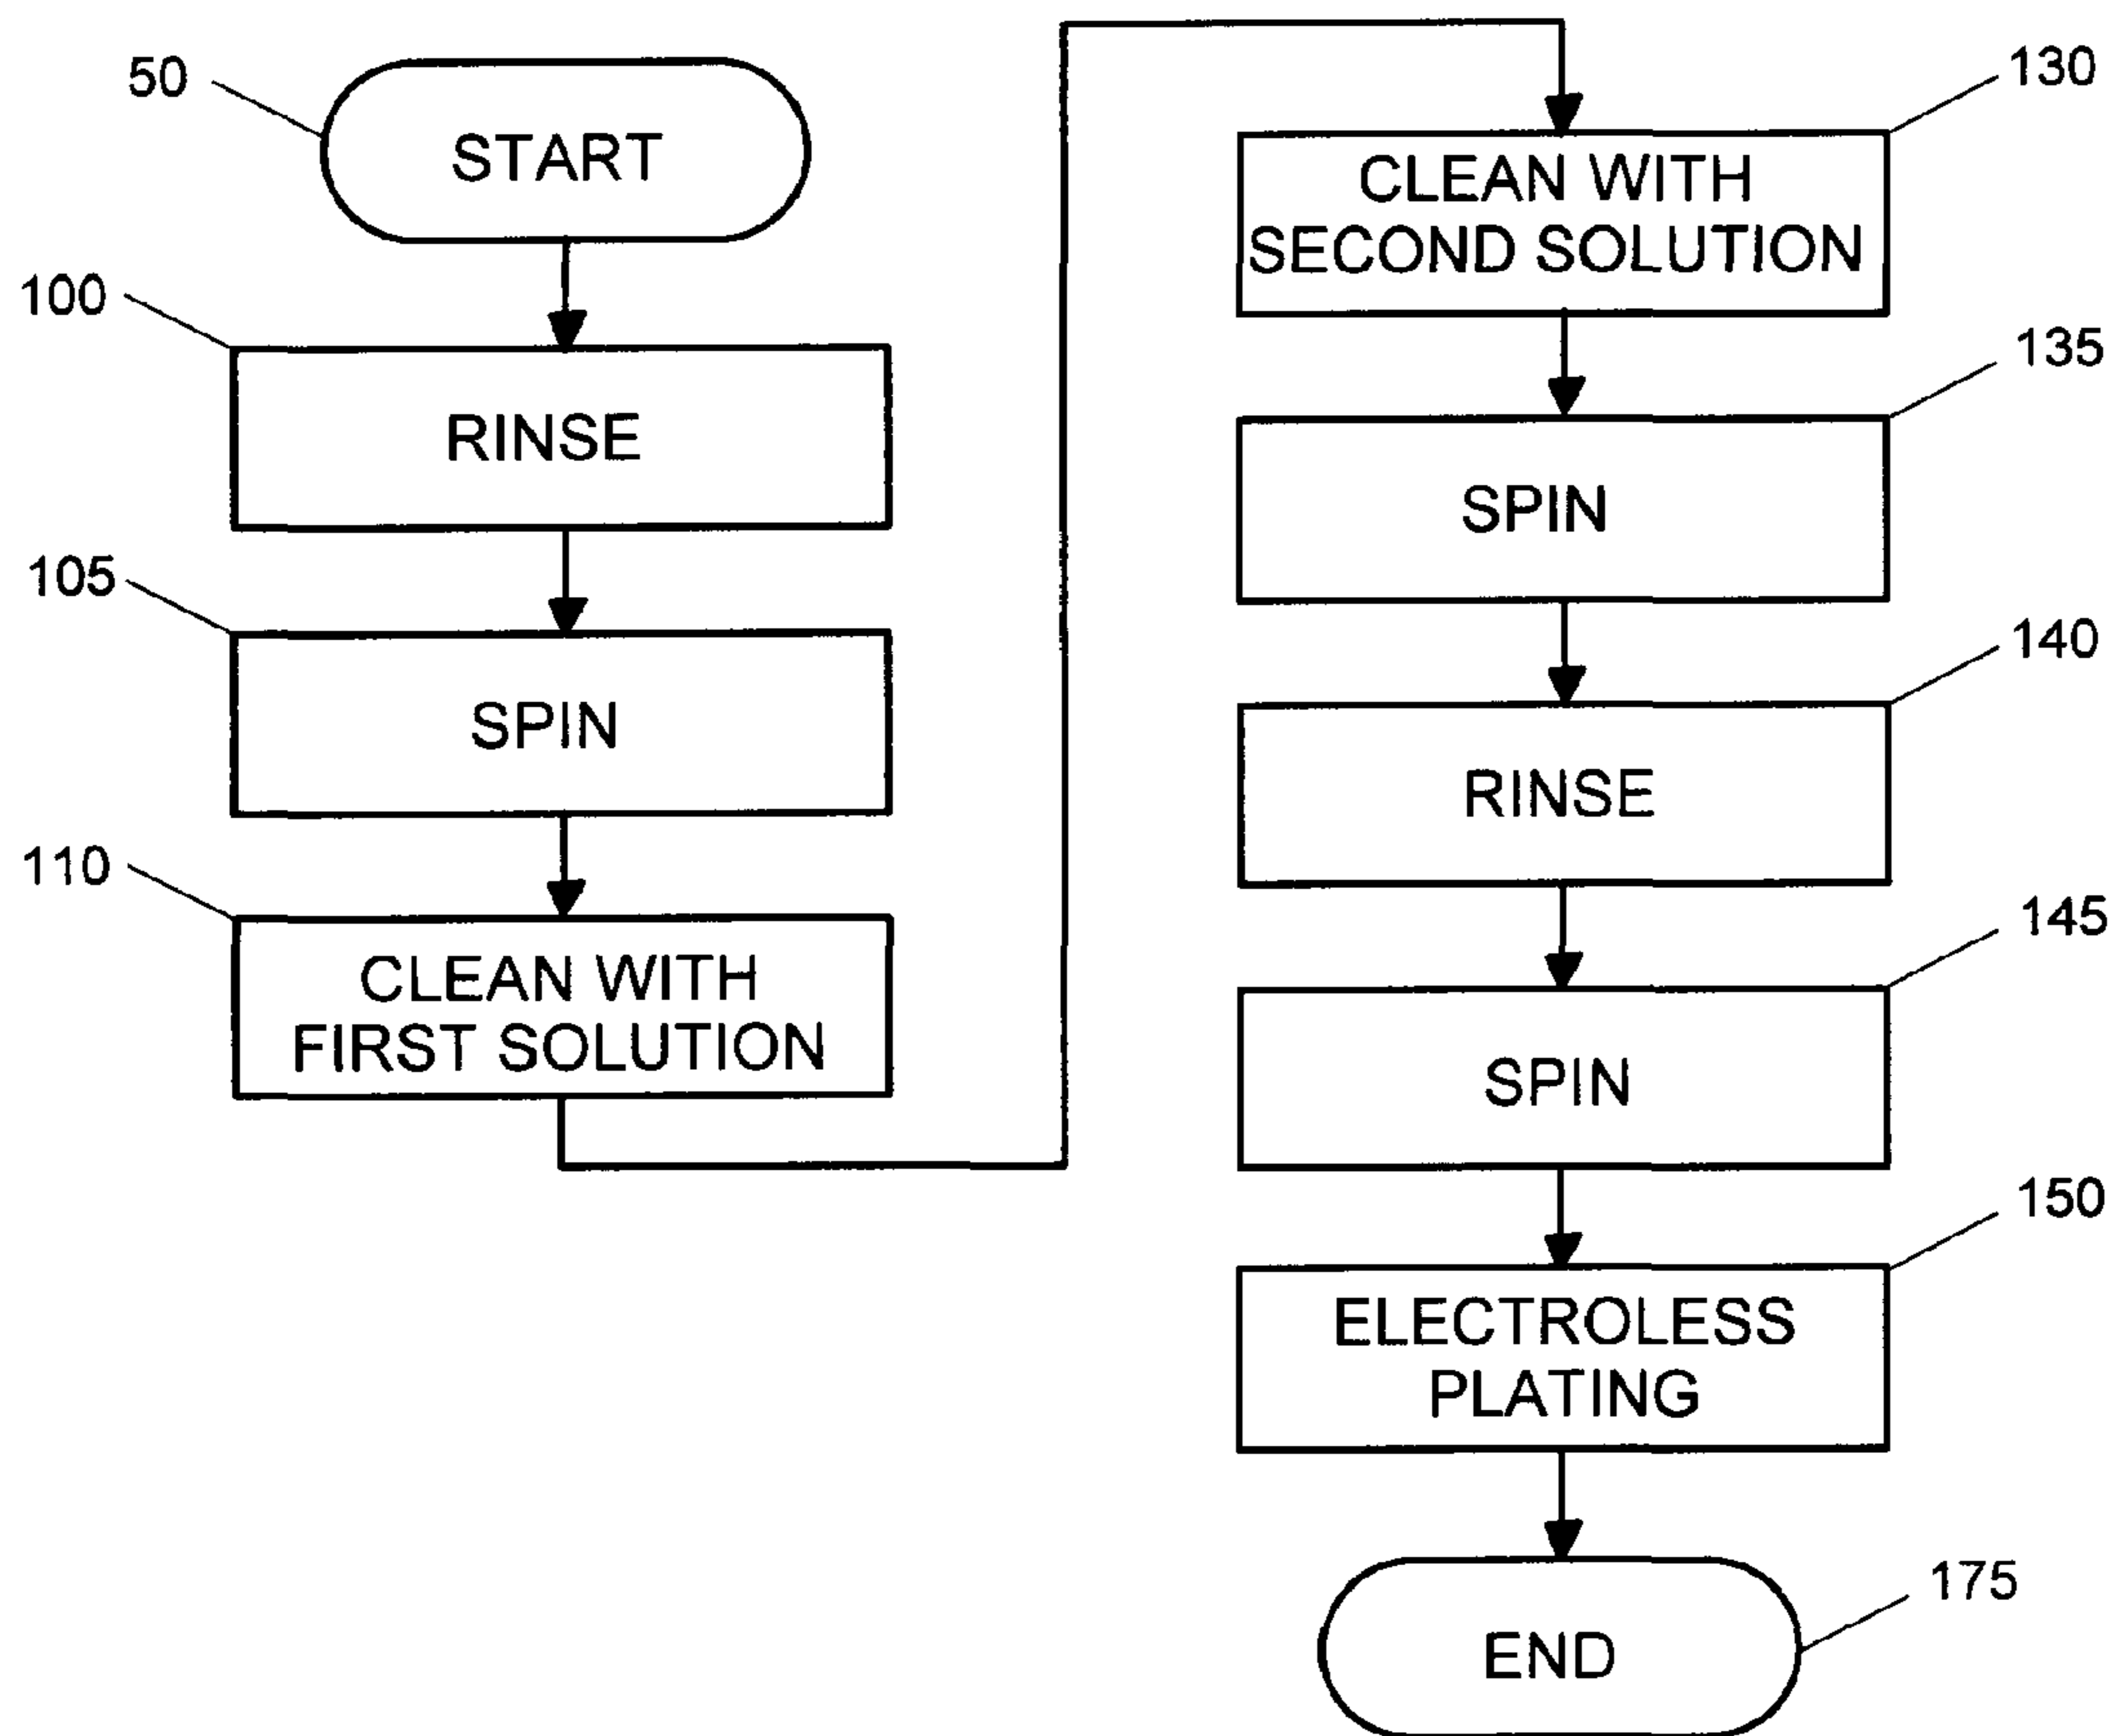 50
START
100
RINSE
105
SPIN
110
CLEAN WITH
FIRST SOLUTION
130
CLEAN WITH
SECOND SOLUTION
135
SPIN
140
RINSE
145
SPIN
150
ELECTROLESS
PLATING
175
END